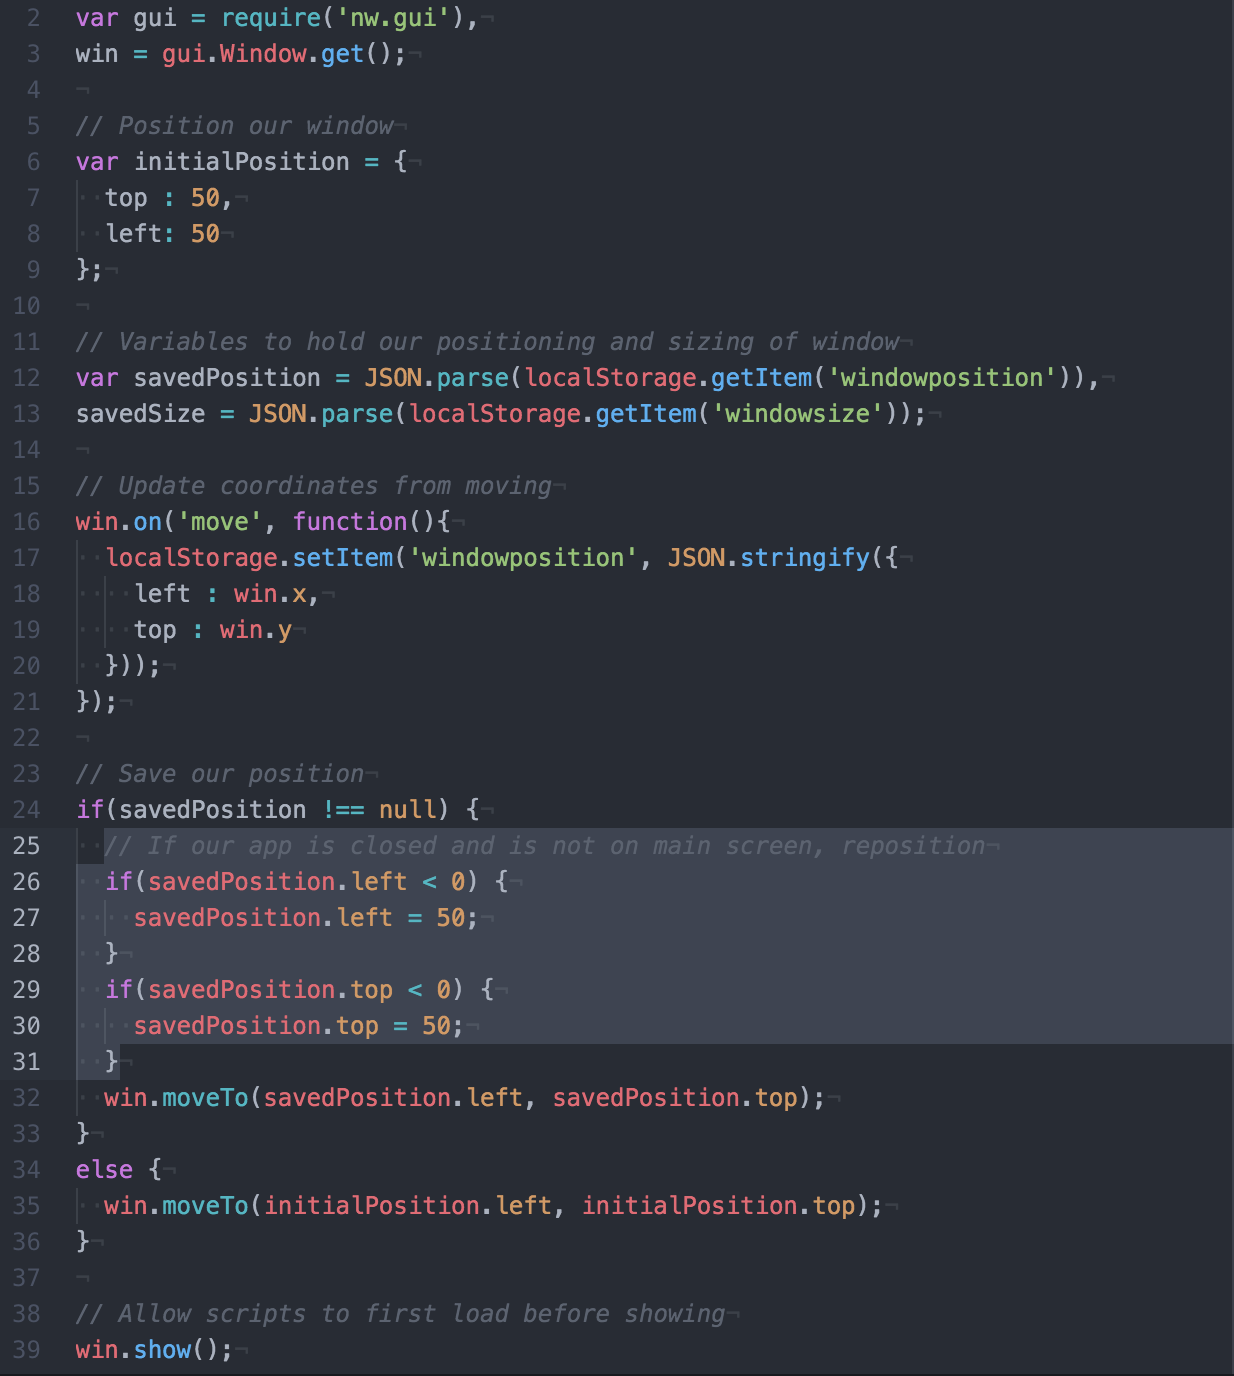 2 var gui = require('nw.gui'),¬
3 win = gui.Window.get();¬
4 ¬
5 // Position our window¬
6 var initialPosition = {¬
7 ··top : 50,¬
8 ··left: 50¬
9 };¬
10 ¬
11 // Variables to hold our positioning and sizing of window¬
12 var savedPosition = JSON.parse(localStorage.getItem('windowposition')),¬
13 savedSize = JSON.parse(localStorage.getItem('windowsize'));¬
14 ¬
15 // Update coordinates from moving¬
16 win.on('move', function(){¬
17 ··localStorage.setItem('windowposition', JSON.stringify({¬
18 ····left : win.x,¬
19 ····top : win.y¬
20 ··}));¬
21 });¬
22 ¬
23 // Save our position¬
24 if(savedPosition !== null) {¬
25 ··// If our app is closed and is not on main screen, reposition¬
26 ··if(savedPosition.left < 0) {¬
27 ····savedPosition.left = 50;¬
28 ··}¬
29 ··if(savedPosition.top < 0) {¬
30 ····savedPosition.top = 50;¬
31 ··}¬
32 ··win.moveTo(savedPosition.left, savedPosition.top);¬
33 }¬
34 else {¬
35 ··win.moveTo(initialPosition.left, initialPosition.top);¬
36 }¬
37 ¬
38 // Allow scripts to first load before showing¬
39 win.show();¬